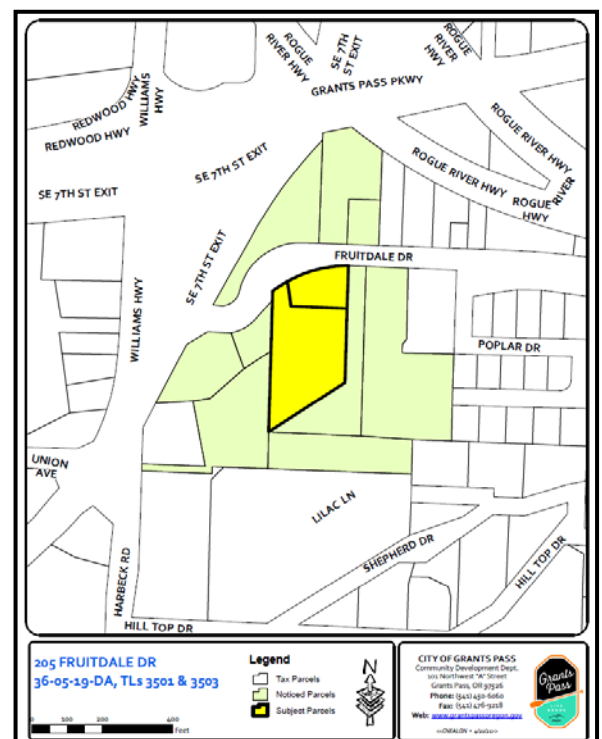 ROGUE
RIVER HWY
SE 7TH
ST EXIT
ROGUE
RIVER
HWY
GRANTS PASS PKWY
REDWOOD HWY
WILLIAMS
HWY
REDWOOD HWY
ROGUE RIVER HWY
SE 7TH ST EXIT
ROGUE RIVER HWY
ROGUE RIVER
HWY
SE 7TH ST EXIT
SE 7TH ST EXIT
FRUITDALE DR
WILLIAMS HWY
POPLAR DR
UNION
AVE
LILAC LN
SHEPHERD DR
HILL TOP DR
HARBECK RD
HILL TOP DR
205 FRUITDALE DR
36-05-19-DA, TLs 3501 & 3503
0 100 200 400
Feet
Legend
Tax Parcels
Noticed Parcels
Subject Parcels
N
CITY OF GRANTS PASS
Community Development Dept.
101 Northwest "A" Street
Grants Pass, OR 97526
Phone: (541) 450-6060
Fax: (541) 476-9218
Web: www.grantspassoregon.gov
Grants
Pass